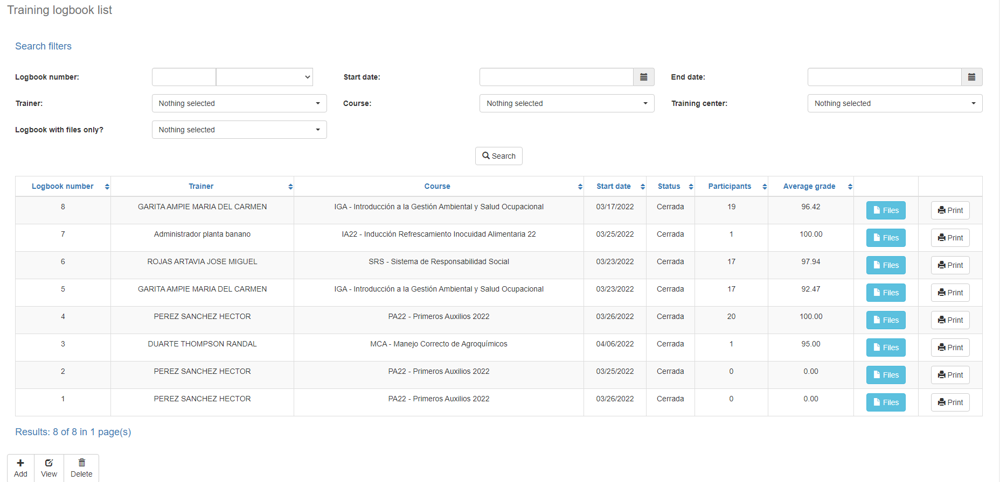 Training logbook list
Search filters
Logbook number: Start date: End date:
Trainer: Nothing selected Course: Nothing selected Training center: Nothing selected
Logbook with files only? Nothing selected
Search
Logbook number Trainer Course Start date Status Participants Average grade
8 GARITA AMPIE MARIA DEL CARMEN IGA - Introducción a la Gestión Ambiental y Salud Ocupacional 03/17/2022 Cerrada 19 96.42 Files Print
7 Administrador planta banano IA22 - Inducción Refrescamiento Inocuidad Alimentaria 22 03/25/2022 Cerrada 1 100.00 Files Print
6 ROJAS ARTAVIA JOSE MIGUEL SRS - Sistema de Responsabilidad Social 03/23/2022 Cerrada 17 97.94 Files Print
5 GARITA AMPIE MARIA DEL CARMEN IGA - Introducción a la Gestión Ambiental y Salud Ocupacional 03/23/2022 Cerrada 17 92.47 Files Print
4 PEREZ SANCHEZ HECTOR PA22 - Primeros Auxilios 2022 03/26/2022 Cerrada 20 100.00 Files Print
3 DUARTE THOMPSON RANDAL MCA - Manejo Correcto de Agroquímicos 04/06/2022 Cerrada 1 95.00 Files Print
2 PEREZ SANCHEZ HECTOR PA22 - Primeros Auxilios 2022 03/25/2022 Cerrada 0 0.00 Files Print
1 PEREZ SANCHEZ HECTOR PA22 - Primeros Auxilios 2022 03/26/2022 Cerrada 0 0.00 Files Print
Results: 8 of 8 in 1 page(s)
Add View Delete